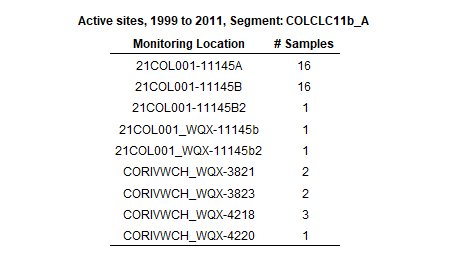 Active sites, 1999 to 2011, Segment: COLCLC11b_A
Monitoring Location # Samples
21COL001-11145A 16
21COL001-11145B 16
21COL001-11145B2 1
21COL001_WQX-11145b 1
21COL001_WQX-11145b2 1
CORIVWCH_WQX-3821 2
CORIVWCH_WQX-3823 2
CORIVWCH_WQX-4218 3
CORIVWCH_WQX-4220 1